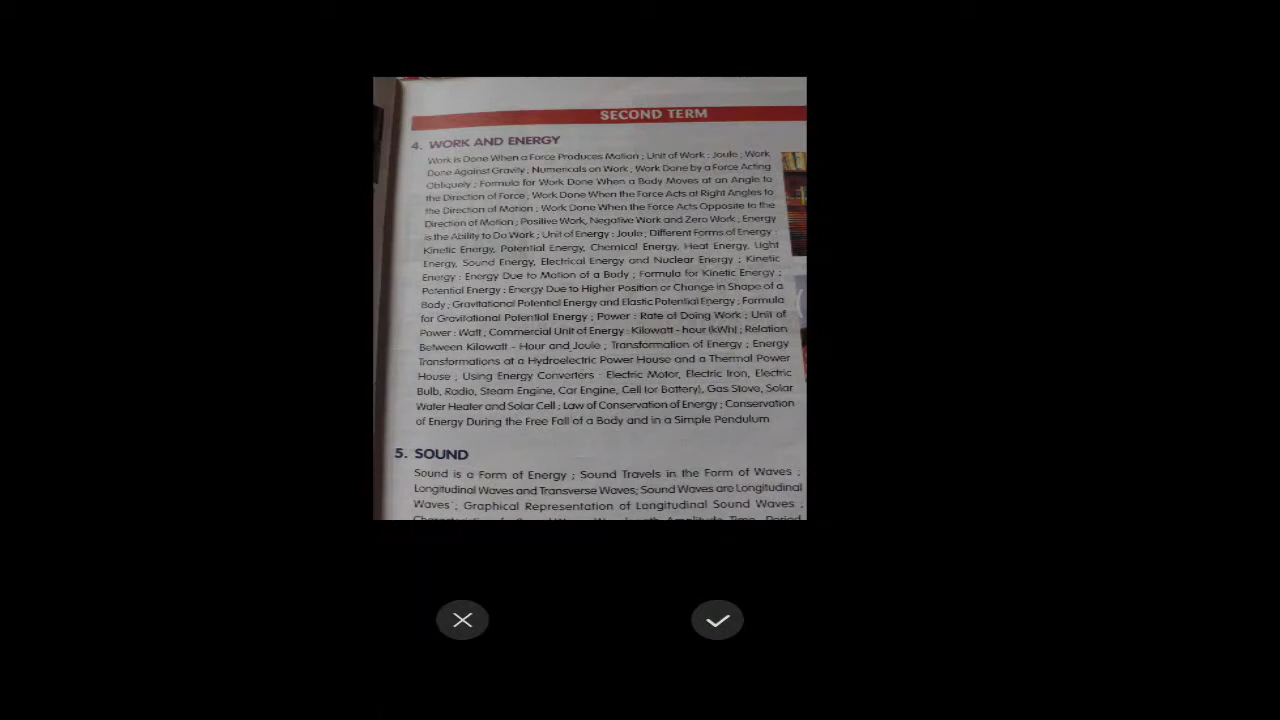 SECOND TERM
4. WORK AND ENERGY
Work is Done When a Force Produces Motion ; Unit of Work : Joule ; Work
Done Against Gravity ; Numericals on Work ; Work Done by a Force Acting
Obliquely ; Formula for Work Done When a Body Moves at an Angle to
the Direction of Force ; Work Done When the Force Acts at Right Angles to
the Direction of Motion ; Work Done When the Force Acts Opposite to the
Direction of Motion ; Positive Work, Negative Work and Zero Work ; Energy
is the Ability to Do Work ; Unit of Energy : Joule ; Different Forms of Energy :
Kinetic Energy, Potential Energy, Chemical Energy, Heat Energy, Light
Energy, Sound Energy, Electrical Energy and Nuclear Energy ; Kinetic
Energy : Energy Due to Motion of a Body ; Formula for Kinetic Energy ;
Potential Energy : Energy Due to Higher Position or Change in Shape of a
Body ; Gravitational Potential Energy and Elastic Potential Energy ; Formula
for Gravitational Potential Energy ; Power : Rate of Doing Work ; Unit of
Power : Watt ; Commercial Unit of Energy : Kilowatt - hour (kWh) ; Relation
Between Kilowatt - Hour and Joule ; Transformation of Energy ; Energy
Transformations at a Hydroelectric Power House and a Thermal Power
House ; Using Energy Converters : Electric Motor, Electric Iron, Electric
Bulb, Radio, Steam Engine, Car Engine, Cell (or Battery), Gas Stove, Solar
Water Heater and Solar Cell ; Law of Conservation of Energy ; Conservation
of Energy During the Free Fall of a Body and in a Simple Pendulum
5. SOUND
Sound is a Form of Energy ; Sound Travels in the Form of Waves ;
Longitudinal Waves and Transverse Waves; Sound Waves are Longitudinal
Waves ; Graphical Representation of Longitudinal Sound Waves ;